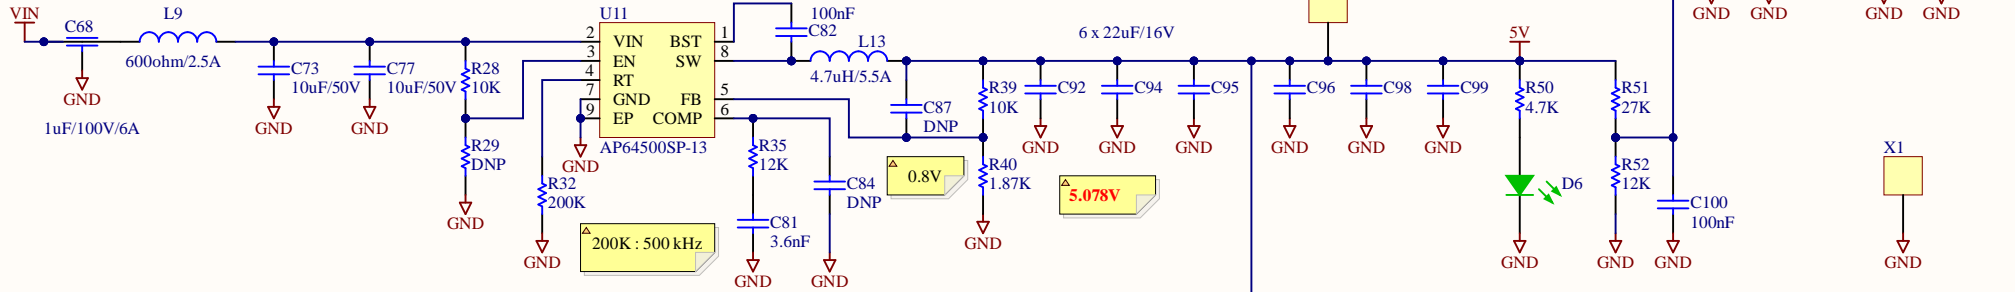 VIN
C68
GND
1uF/100V/6A
L9
600ohm/2.5A
C73
10uF/50V
GND
C77
10uF/50V
GND
R28
10K
R29
DNP
GND
R32
200K
GND
U11
2 VIN BST 1
3 EN SW 8
4 RT
7 GND FB 5
9 EP COMP 6
AP64500SP-13
GND
200K : 500 kHz
100nF
C82
L13
4.7uH/5.5A
R35
12K
C81
3.6nF
GND
C84
DNP
GND
C87
DNP
0.8V
R39
10K
R40
1.87K
GND
5.078V
6 x 22uF/16V
C92
GND
C94
GND
C95
GND
C96
GND
C98
GND
C99
GND
5V
R50
4.7K
D6
GND
R51
27K
R52
12K
GND
C100
100nF
GND
GND GND GND GND
X1
GND